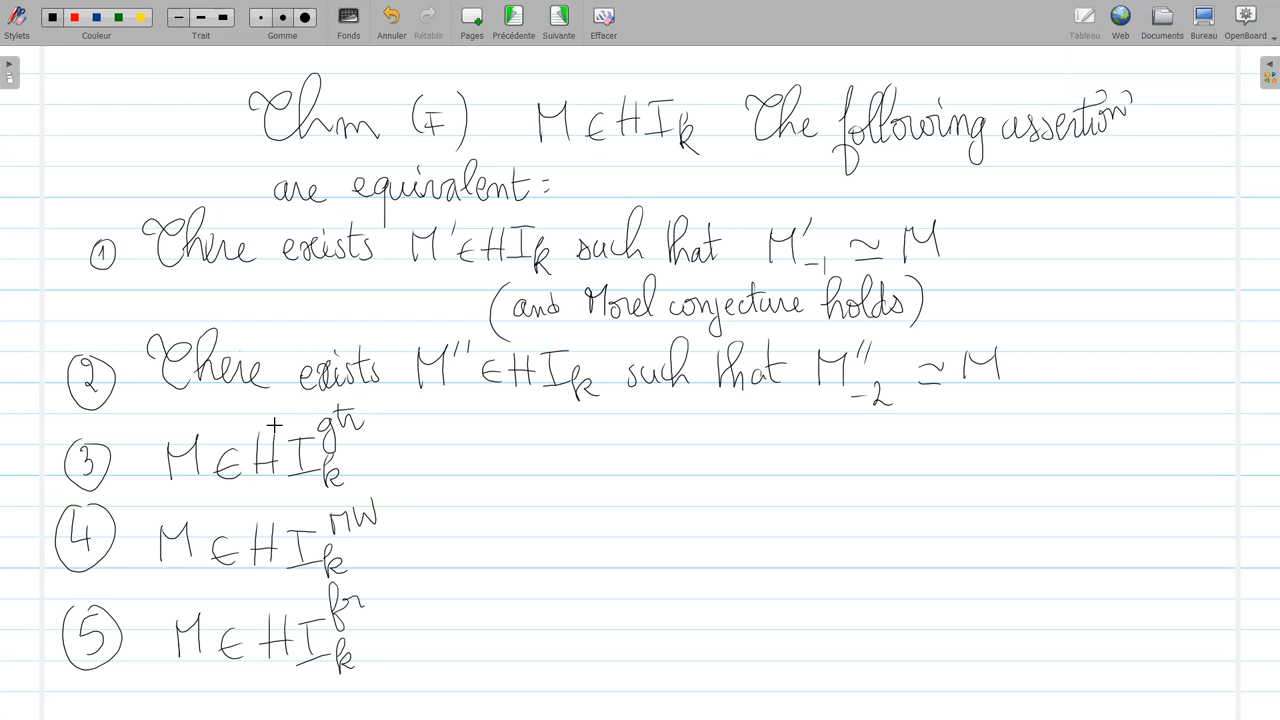 Stylets Couleur Trait Gomme Fonds Annuler Rétablir Pages Précédente Suivante Effacer Tableau Web Documents Bureau OpenBoard
Thm (I) M ∈ HI_k The following assertion
are equivalent:
① There exists M' ∈ HI_k such that M'_{-1} ≃ M
(and Morel conjecture holds)
② There exists M'' ∈ HI_k such that M''_{-2} ≃ M
③ M ∈ HI_k^{gtr}
④ M ∈ HI_k^{MW}
⑤ M ∈ HI_k^{fr}